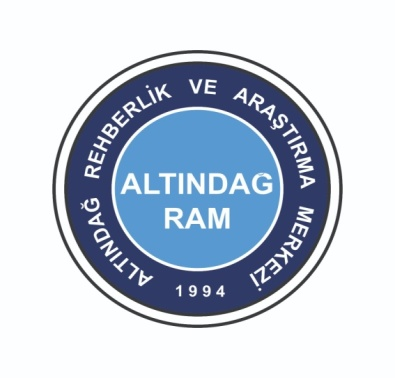 ALTINDAĞ REHBERLİK VE ARAŞTIRMA MERKEZİ
ALTINDAG
RAM
1994